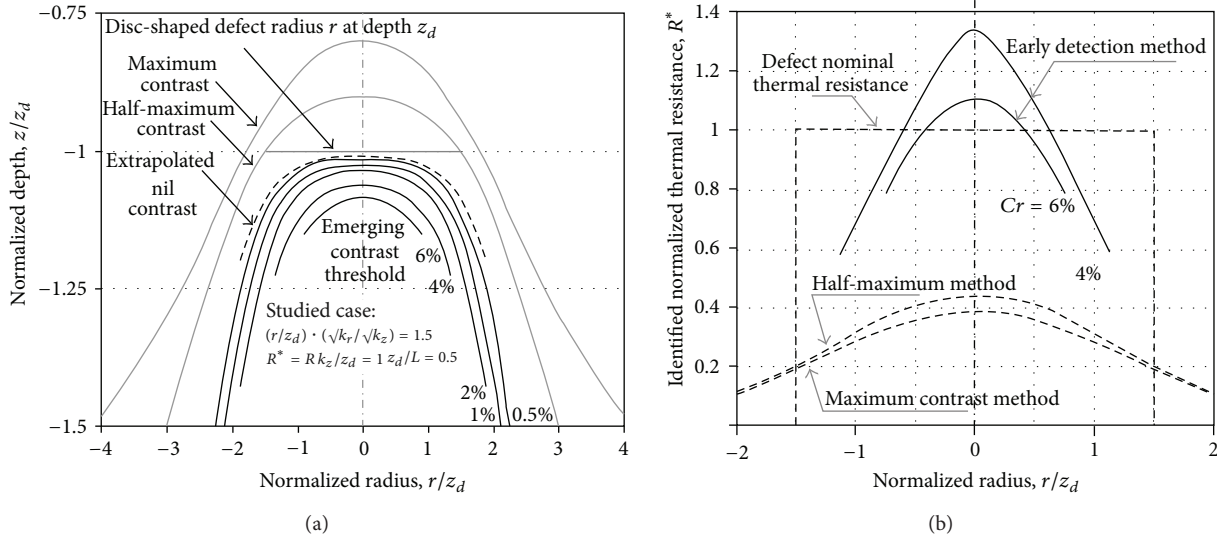 −0.75
Disc-shaped defect radius r at depth z_d
Maximum
contrast
Half-maximum
contrast
−1
Extrapolated
nil
contrast
Emerging
contrast
threshold
6%
4%
−1.25
Studied case:
(r/z_d) · (√k_r/√k_z) = 1.5
R* = R k_z/z_d = 1 z_d/L = 0.5
2%
1%
0.5%
−1.5
−4 −3 −2 −1 0 1 2 3 4
Normalized depth, z/z_d
Normalized radius, r/z_d
(a)
1.4
1.2
1
0.8
0.6
0.4
0.2
Early detection method
Defect nominal
thermal resistance
Cr = 6%
4%
Half-maximum method
Maximum contrast method
−2 −1 0 1 2
Identified normalized thermal resistance, R*
Normalized radius, r/z_d
(b)